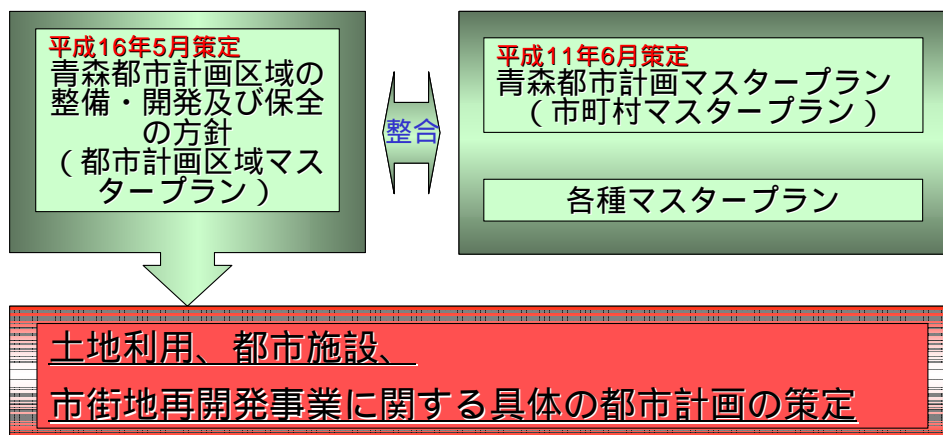 平成16年5月策定
青森都市計画区域の
整備・開発及び保全
の方針
（都市計画区域マス
タープラン）
整合
平成11年6月策定
青森都市計画マスタープラン
（市町村マスタープラン）
各種マスタープラン
土地利用、都市施設、
市街地再開発事業に関する具体の都市計画の策定